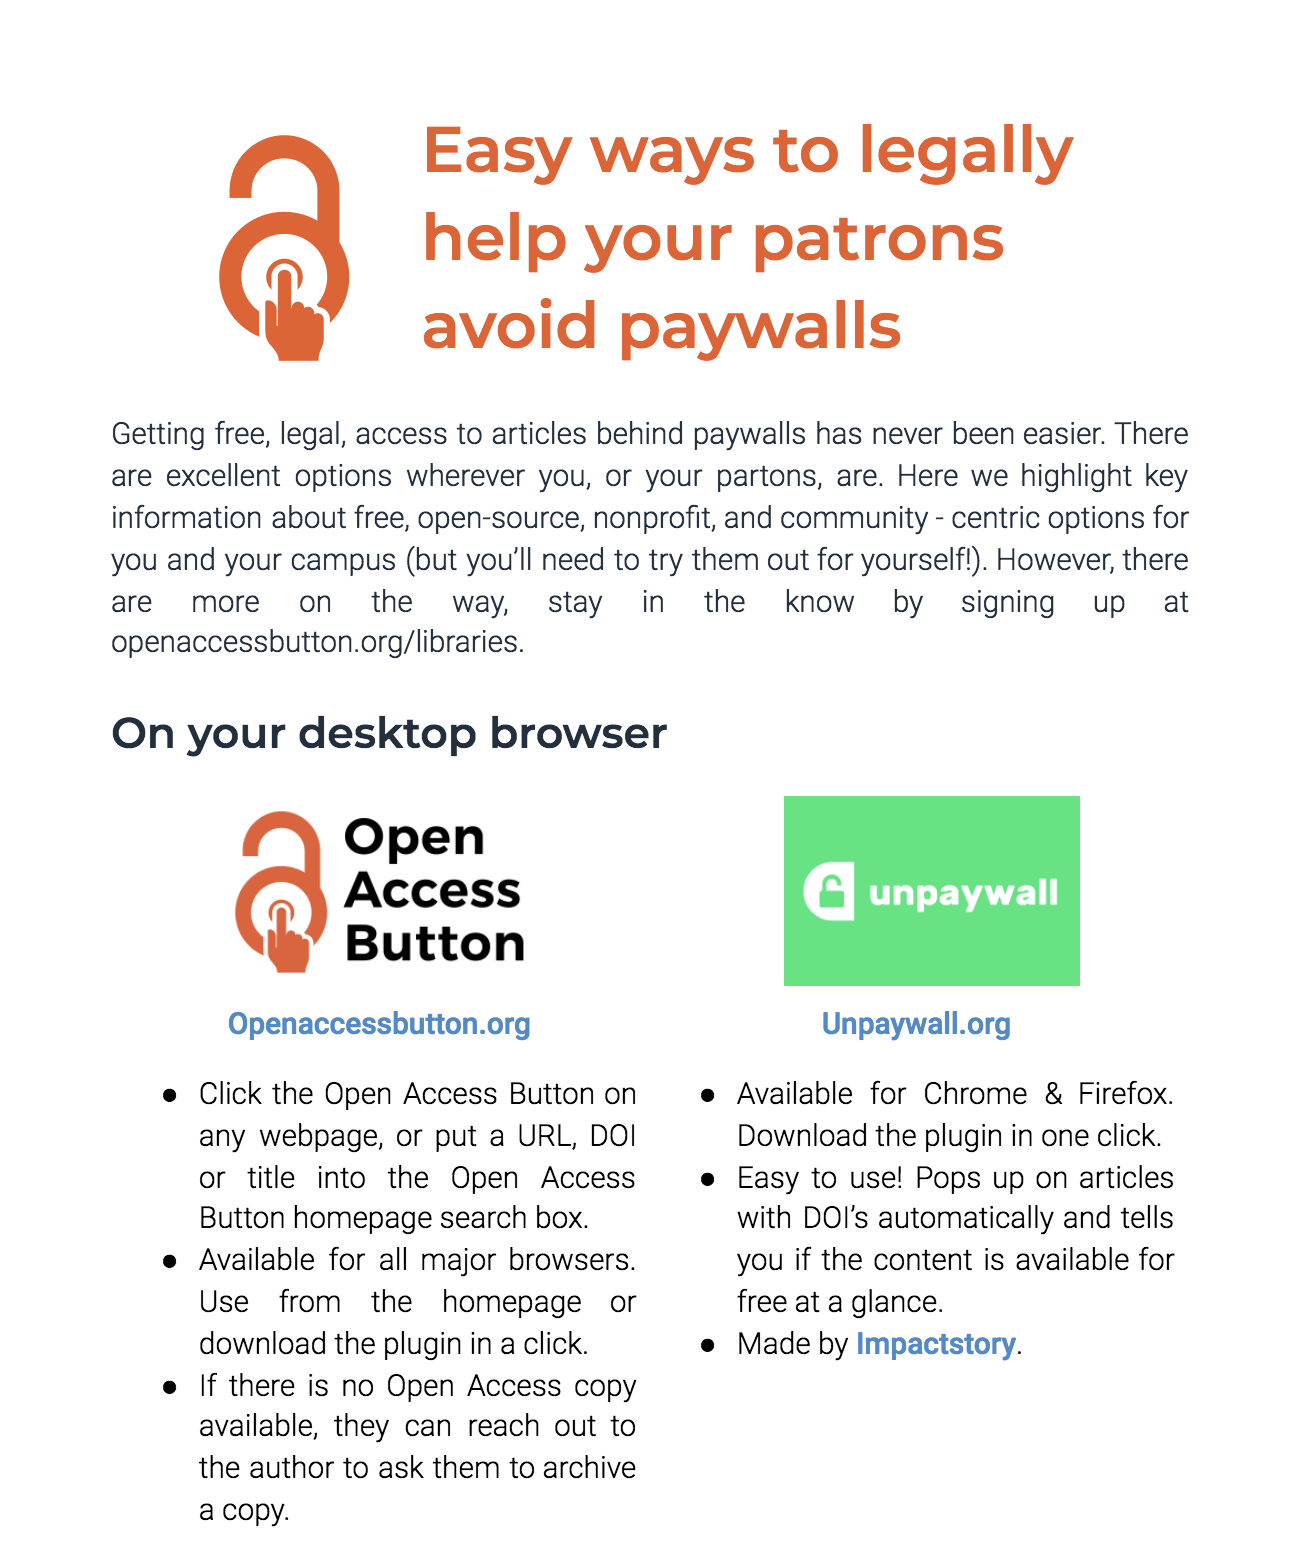 Easy ways to legally
help your patrons
avoid paywalls
Getting free, legal, access to articles behind paywalls has never been easier. There
are excellent options wherever you, or your partons, are. Here we highlight key
information about free, open-source, nonprofit, and community - centric options for
you and your campus (but you’ll need to try them out for yourself!). However, there
are more on the way, stay in the know by signing up at
openaccessbutton.org/libraries.
On your desktop browser
Open
Access
Button
Openaccessbutton.org
● Click the Open Access Button on
any webpage, or put a URL, DOI
or title into the Open Access
Button homepage search box.
● Available for all major browsers.
Use from the homepage or
download the plugin in a click.
● If there is no Open Access copy
available, they can reach out to
the author to ask them to archive
a copy.
unpaywall
Unpaywall.org
● Available for Chrome & Firefox.
Download the plugin in one click.
● Easy to use! Pops up on articles
with DOI’s automatically and tells
you if the content is available for
free at a glance.
● Made by Impactstory.